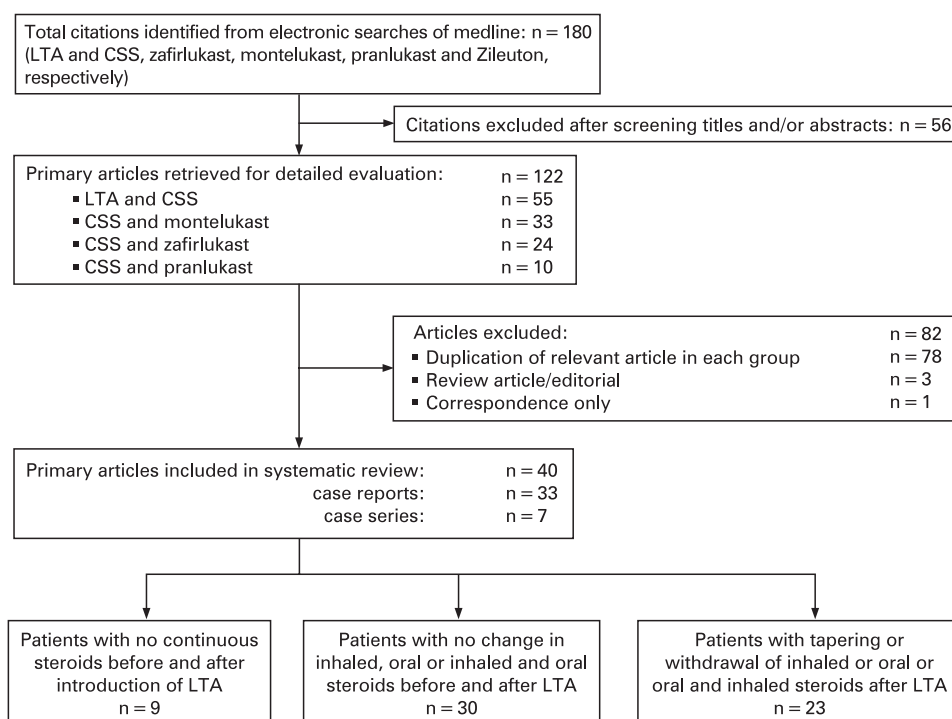 Total citations identified from electronic searches of medline: n = 180
(LTA and CSS, zafirlukast, montelukast, pranlukast and Zileuton,
respectively)
Citations excluded after screening titles and/or abstracts: n = 56
Primary articles retrieved for detailed evaluation: n = 122
▪ LTA and CSS n = 55
▪ CSS and montelukast n = 33
▪ CSS and zafirlukast n = 24
▪ CSS and pranlukast n = 10
Articles excluded: n = 82
▪ Duplication of relevant article in each group n = 78
▪ Review article/editorial n = 3
▪ Correspondence only n = 1
Primary articles included in systematic review: n = 40
case reports: n = 33
case series: n = 7
Patients with no continuous
steroids before and after
introduction of LTA
n = 9
Patients with no change in
inhaled, oral or inhaled and oral
steroids before and after LTA
n = 30
Patients with tapering or
withdrawal of inhaled or oral or
oral and inhaled steroids after LTA
n = 23